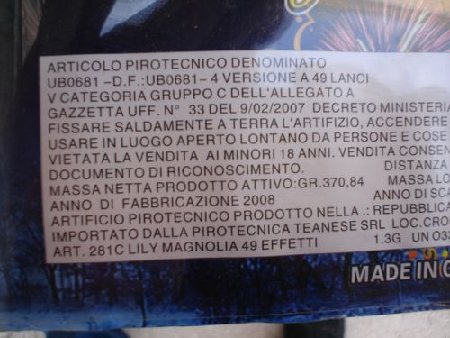 ARTICOLO PIROTECNICO DENOMINATO
UB0681 -D.F.:UB0681- 4 VERSIONE A 49 LANCI
V CATEGORIA GRUPPO C DELL'ALLEGATO A
GAZZETTA UFF. N° 33 DEL 9/02/2007 DECRETO MINISTERIA
FISSARE SALDAMENTE A TERRA L'ARTIFIZIO, ACCENDERE
USARE IN LUOGO APERTO LONTANO DA PERSONE E COSE
VIETATA LA VENDITA AI MINORI 18 ANNI. VENDITA CONSEN
DOCUMENTO DI RICONOSCIMENTO. DISTANZA
MASSA NETTA PRODOTTO ATTIVO:GR.370,84 MASSA LO
ANNO DI FABBRICAZIONE 2008 ANNO DI SCA
ARTIFICIO PIROTECNICO PRODOTTO NELLA .: REPUBBLICA
IMPORTATO DALLA PIROTECNICA TEANESE SRL LOC.CRO
ART. 281C LILY MAGNOLIA 49 EFFETTI 1.3G UN O33
MADE IN C